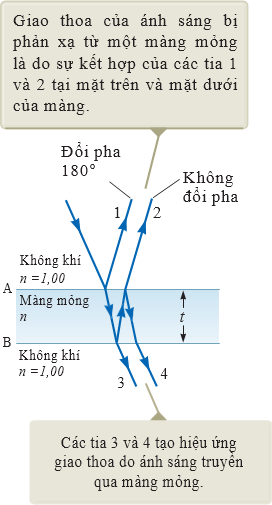 Giao thoa của ánh sáng bị
phản xạ từ một màng mỏng
là do sự kết hợp của các tia 1
và 2 tại mặt trên và mặt dưới
của màng.
Đổi pha
180°
Không
đổi pha
1
2
Không khí
n =1,00
A
Màng mỏng
n
t
B
Không khí
n =1,00
3
4
Các tia 3 và 4 tạo hiệu ứng
giao thoa do ánh sáng truyền
qua màng mỏng.